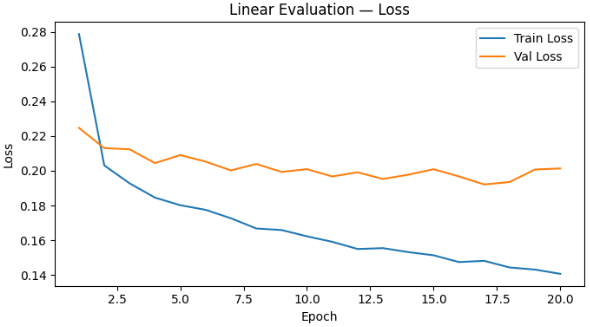 Linear Evaluation — Loss
Train Loss
Val Loss
0.28
0.26
0.24
0.22
0.20
0.18
0.16
0.14
Loss
2.5 5.0 7.5 10.0 12.5 15.0 17.5 20.0
Epoch